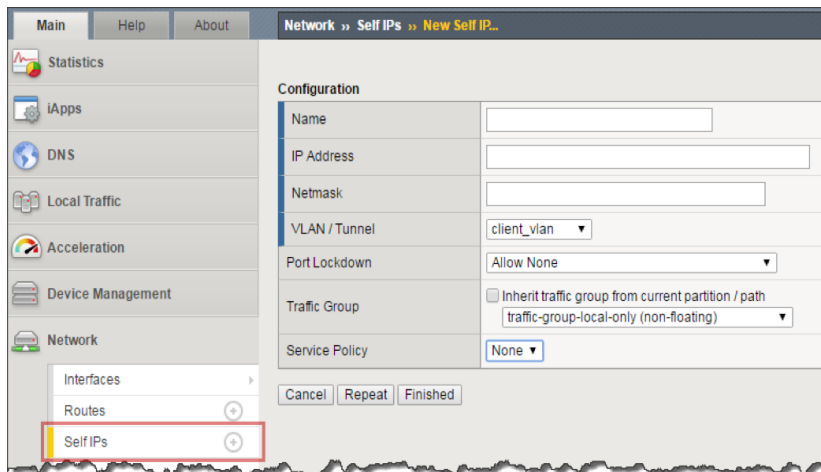 Main
Help
About
Network ›› Self IPs ›› New Self IP...
Statistics
iApps
DNS
Local Traffic
Acceleration
Device Management
Network
Interfaces
Routes
Self IPs
Configuration
Name
IP Address
Netmask
VLAN / Tunnel
client_vlan
Port Lockdown
Allow None
Traffic Group
Inherit traffic group from current partition / path
traffic-group-local-only (non-floating)
Service Policy
None
Cancel
Repeat
Finished